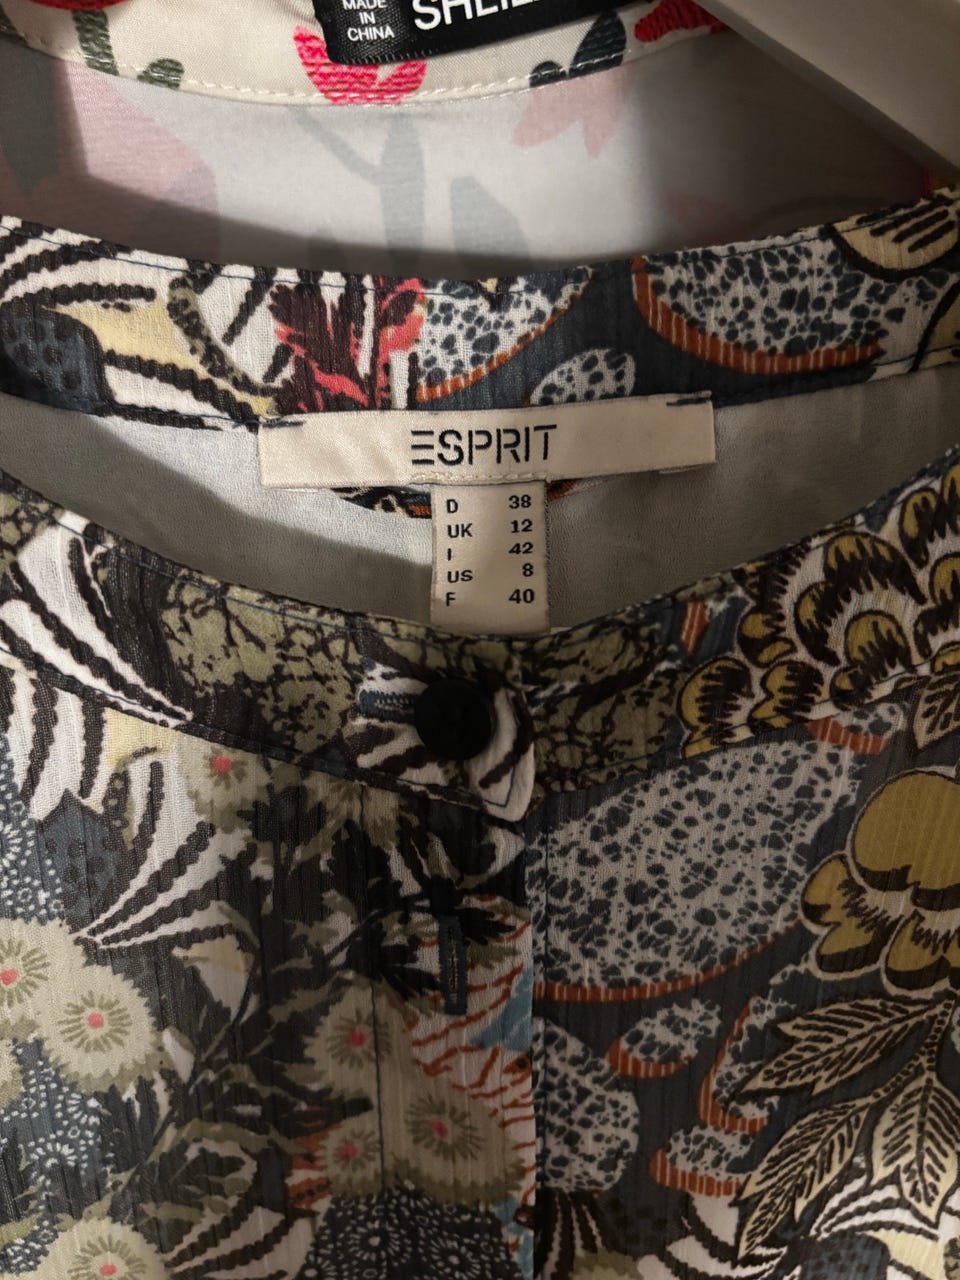 MADE
IN
CHINA
ESPRIT
D 38
UK 12
I 42
US 8
F 40